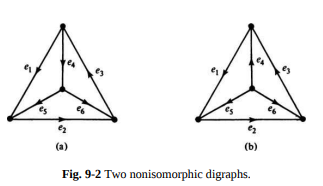 e1 e4 e3
e5 e6
e2
(a)
e1 e4 e3
e5 e6
e2
(b)
Fig. 9-2 Two nonisomorphic digraphs.